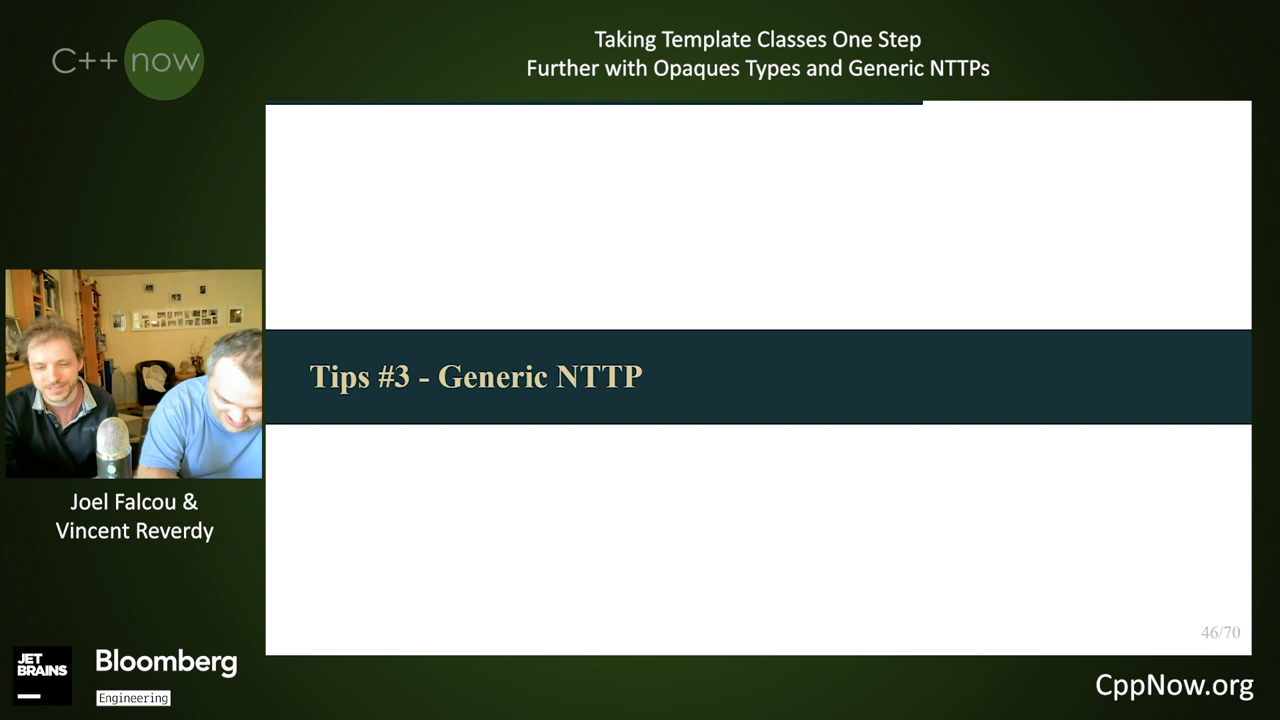 C++ now
Taking Template Classes One Step
Further with Opaques Types and Generic NTTPs
Tips #3 - Generic NTTP
Joel Falcou &
Vincent Reverdy
46/70
JET
BRAINS
Bloomberg
Engineering
CppNow.org